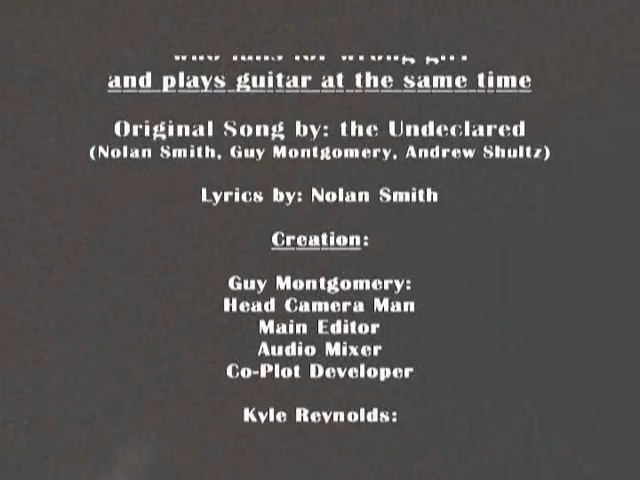 and plays guitar at the same time
Original Song by: the Undeclared
(Nolan Smith, Guy Montgomery, Andrew Shultz)
Lyrics by: Nolan Smith
Creation:
Guy Montgomery:
Head Camera Man
Main Editor
Audio Mixer
Co-Plot Developer
Kyle Reynolds: